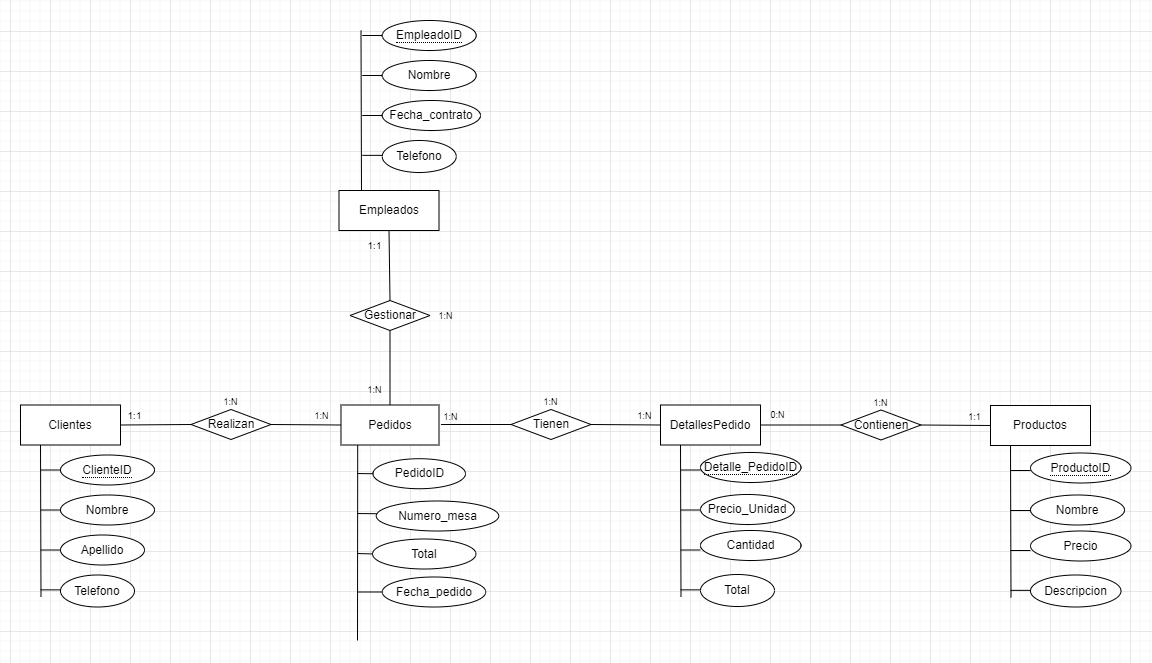 EmpleadoID
Nombre
Fecha_contrato
Telefono
Empleados
1:1
Gestionar
1:N
1:N
Clientes
1:1
1:N
Realizan
1:N
Pedidos
1:N
1:N
Tienen
1:N
DetallesPedido
0:N
1:N
Contienen
1:1
Productos
ClienteID
Nombre
Apellido
Telefono
PedidoID
Numero_mesa
Total
Fecha_pedido
Detalle_PedidoID
Precio_Unidad
Cantidad
Total
ProductoID
Nombre
Precio
Descripcion